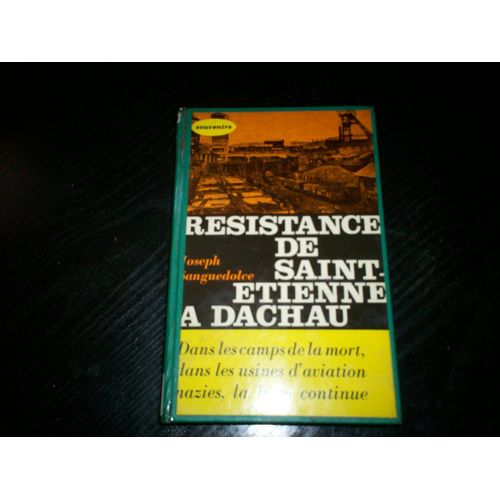 souvenirs
RESISTANCE
DE
Joseph
SAINT-
Sanguedolce
ETIENNE
A DACHAU
Dans les camps de la mort,
dans les usines d'aviation
nazies, la continue